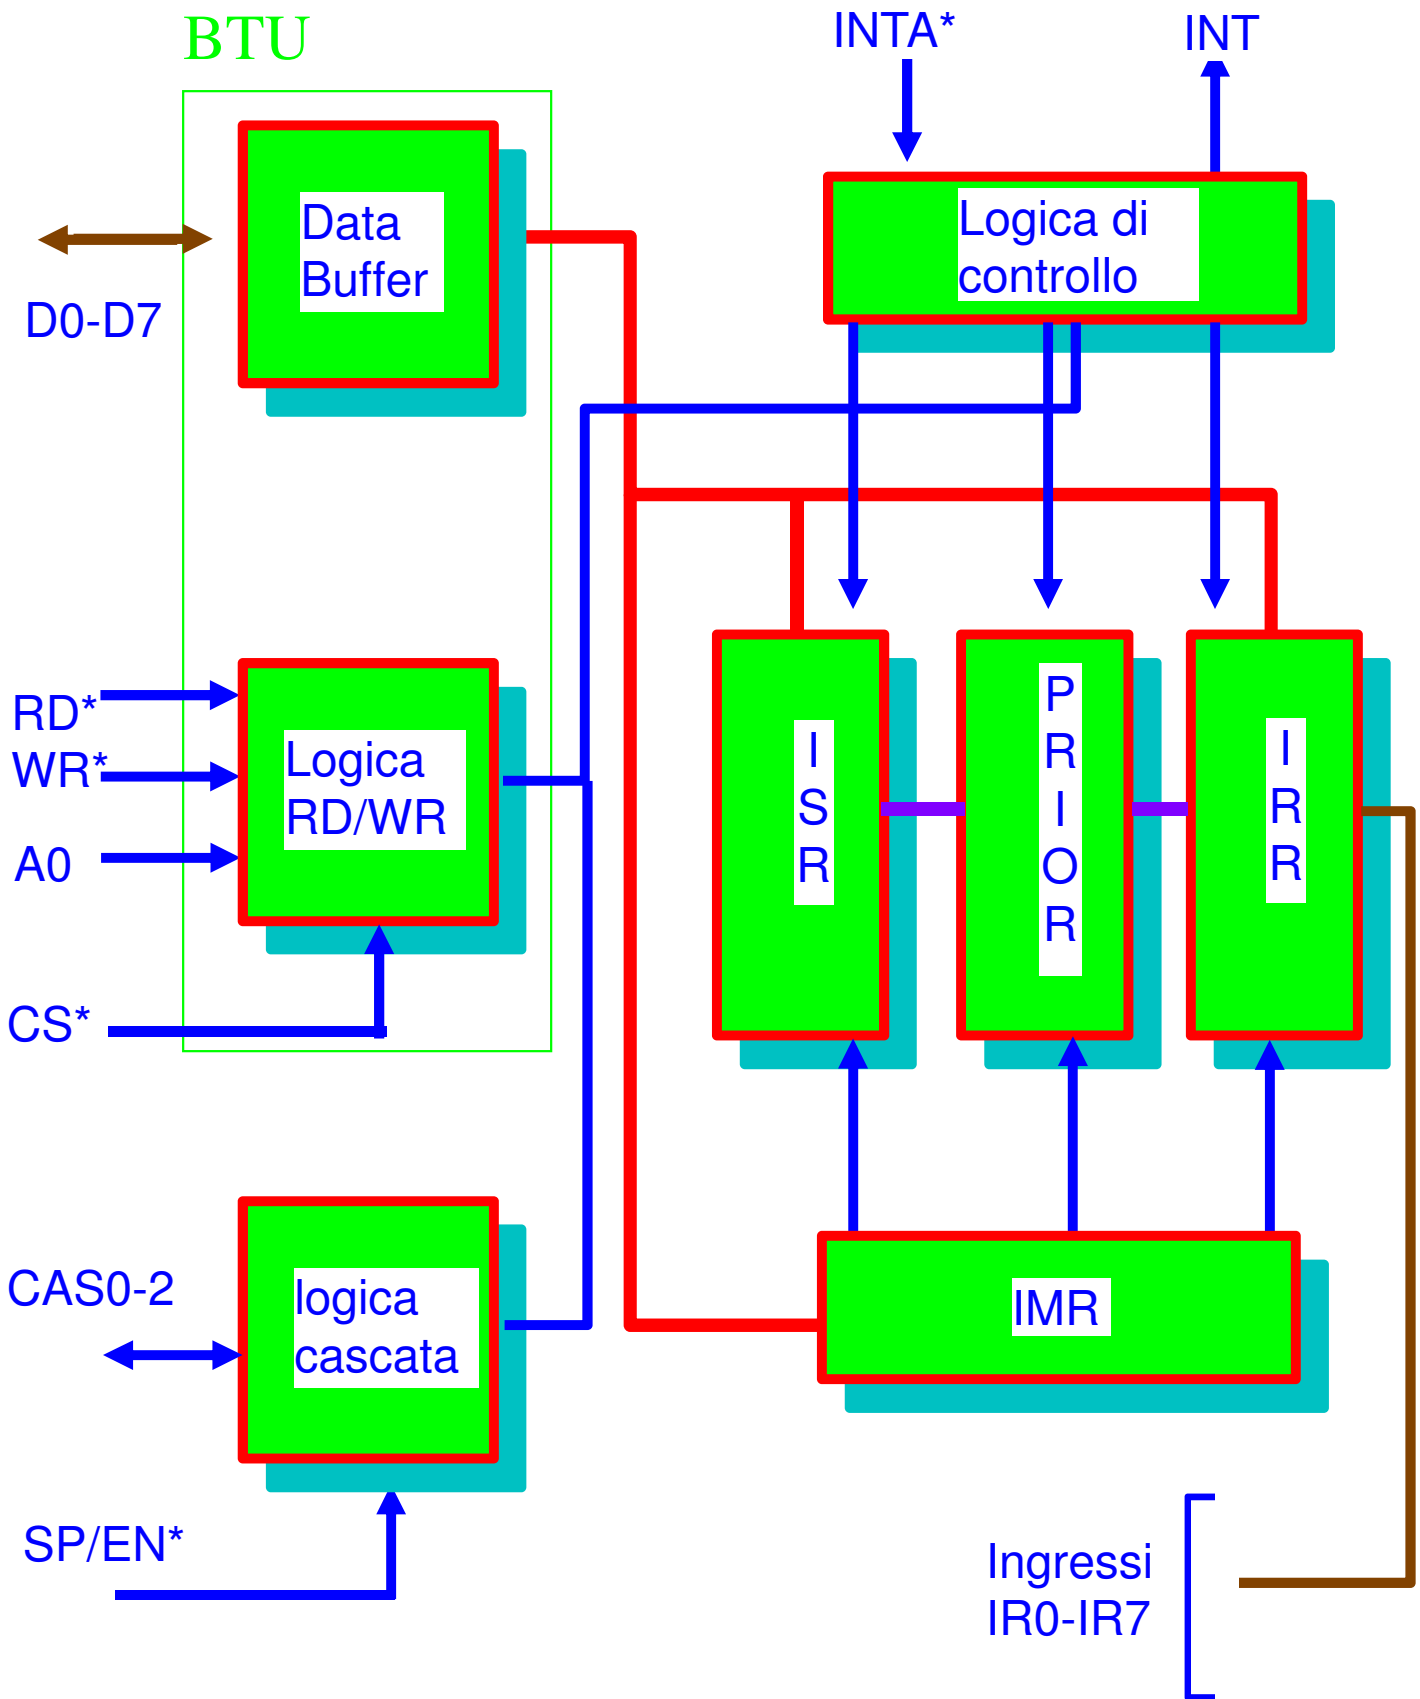 BTU
INTA*
INT
Data
Buffer
D0-D7
Logica di
controllo
RD*
WR*
A0
Logica
RD/WR
CS*
I
S
R
P
R
I
O
R
I
R
R
CAS0-2
logica
cascata
IMR
SP/EN*
Ingressi
IR0-IR7